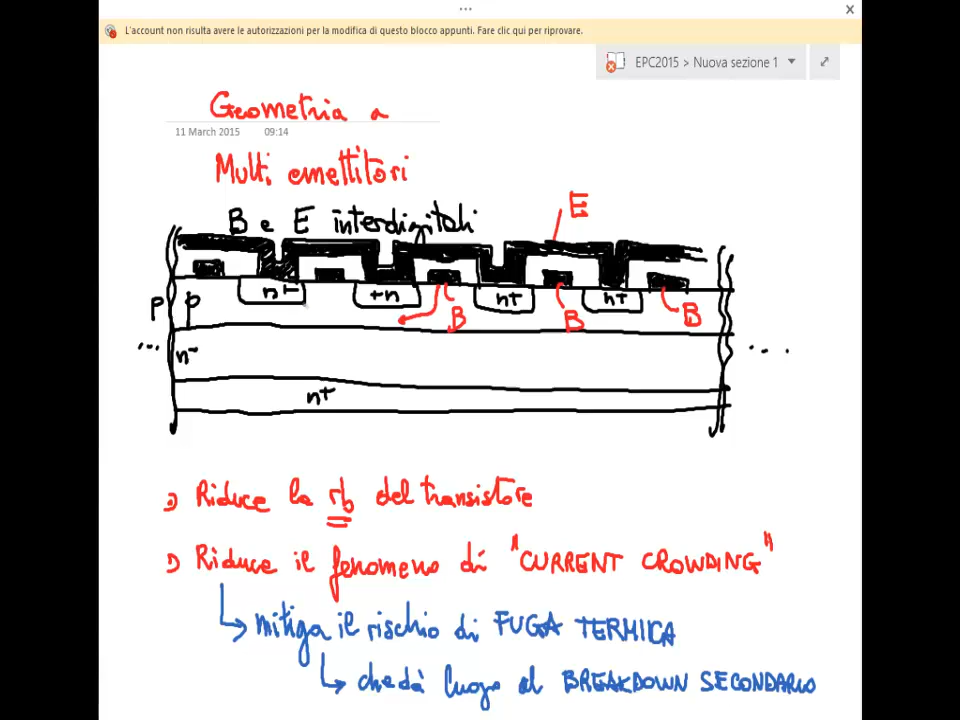 L'account non risulta avere le autorizzazioni per la modifica di questo blocco appunti. Fare clic qui per riprovare.
EPC2015 > Nuova sezione 1
Geometria a
11 March 2015 09:14
Multi emettitori
B e E interdigitali
E
n+ +n n+ n+
p p B B B
... n- ...
n+
Riduce la rb del transistore
Riduce il fenomeno di "CURRENT CROWDING"
mitiga il rischio di FUGA TERMICA
che dà luogo al BREAKDOWN SECONDARIO